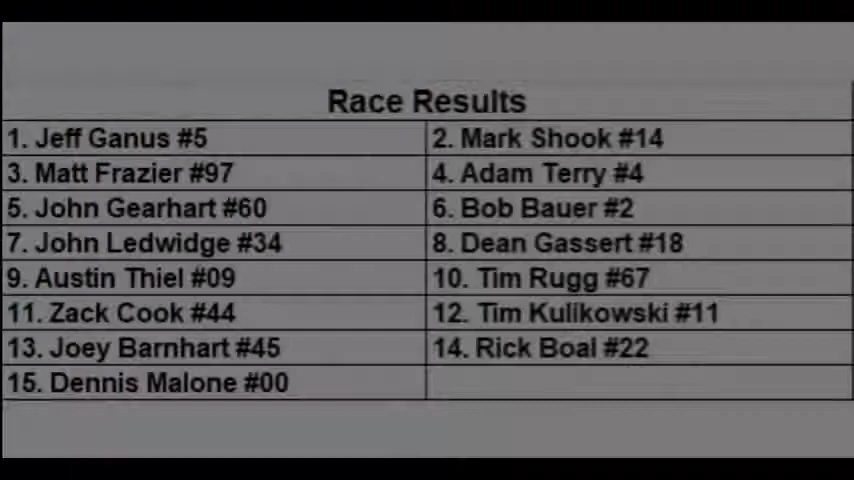 Race Results
1. Jeff Ganus #5
2. Mark Shook #14
3. Matt Frazier #97
4. Adam Terry #4
5. John Gearhart #60
6. Bob Bauer #2
7. John Ledwidge #34
8. Dean Gassert #18
9. Austin Thiel #09
10. Tim Rugg #67
11. Zack Cook #44
12. Tim Kulikowski #11
13. Joey Barnhart #45
14. Rick Boal #22
15. Dennis Malone #00